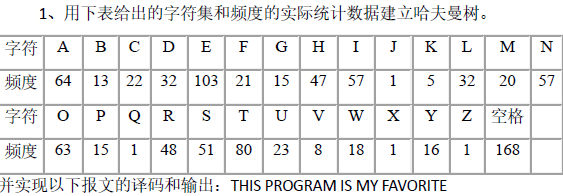 1、用下表给出的字符集和频度的实际统计数据建立哈夫曼树。
字符 A B C D E F G H I J K L M N
频度 64 13 22 32 103 21 15 47 57 1 5 32 20 57
字符 O P Q R S T U V W X Y Z 空格
频度 63 15 1 48 51 80 23 8 18 1 16 1 168
并实现以下报文的译码和输出：THIS PROGRAM IS MY FAVORITE